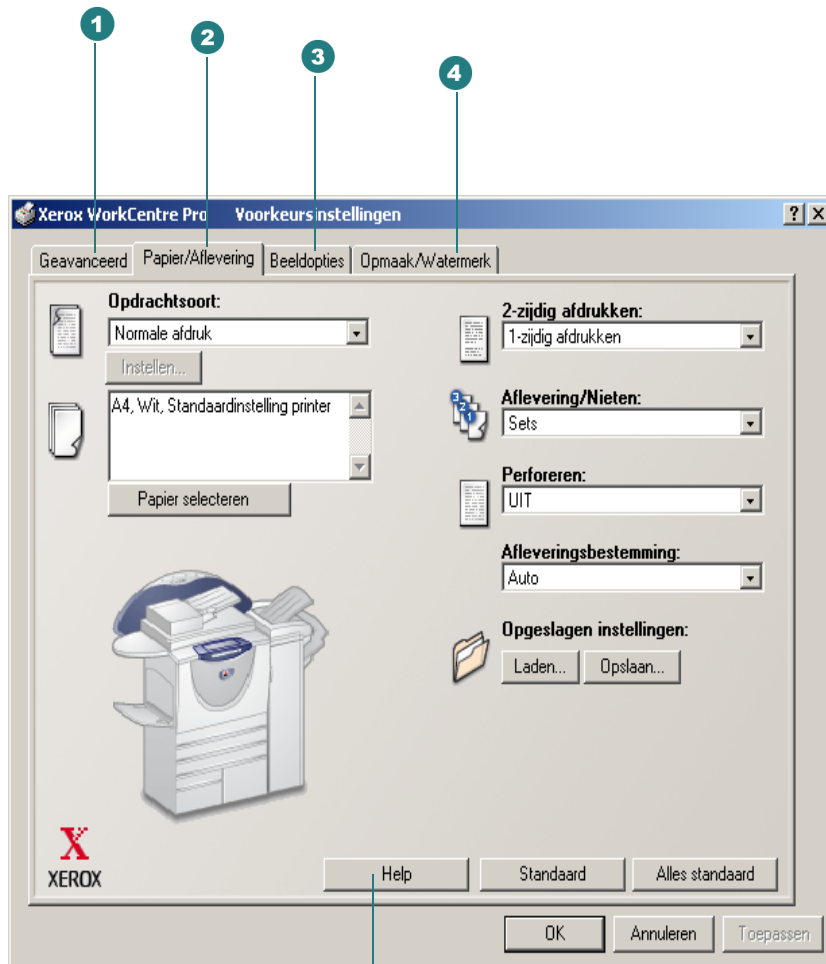 1
2
3
4
Xerox WorkCentre Pro Voorkeursinstellingen
Geavanceerd Papier/Aflevering Beeldopties Opmaak/Watermerk
Opdrachtsoort:
Normale afdruk
Instellen...
A4, Wit, Standaardinstelling printer
Papier selecteren
2-zijdig afdrukken:
1-zijdig afdrukken
Aflevering/Nieten:
Sets
Perforeren:
UIT
Afleveringsbestemming:
Auto
Opgeslagen instellingen:
Laden... Opslaan...
X
XEROX
Help Standaard Alles standaard
OK Annuleren Toepassen